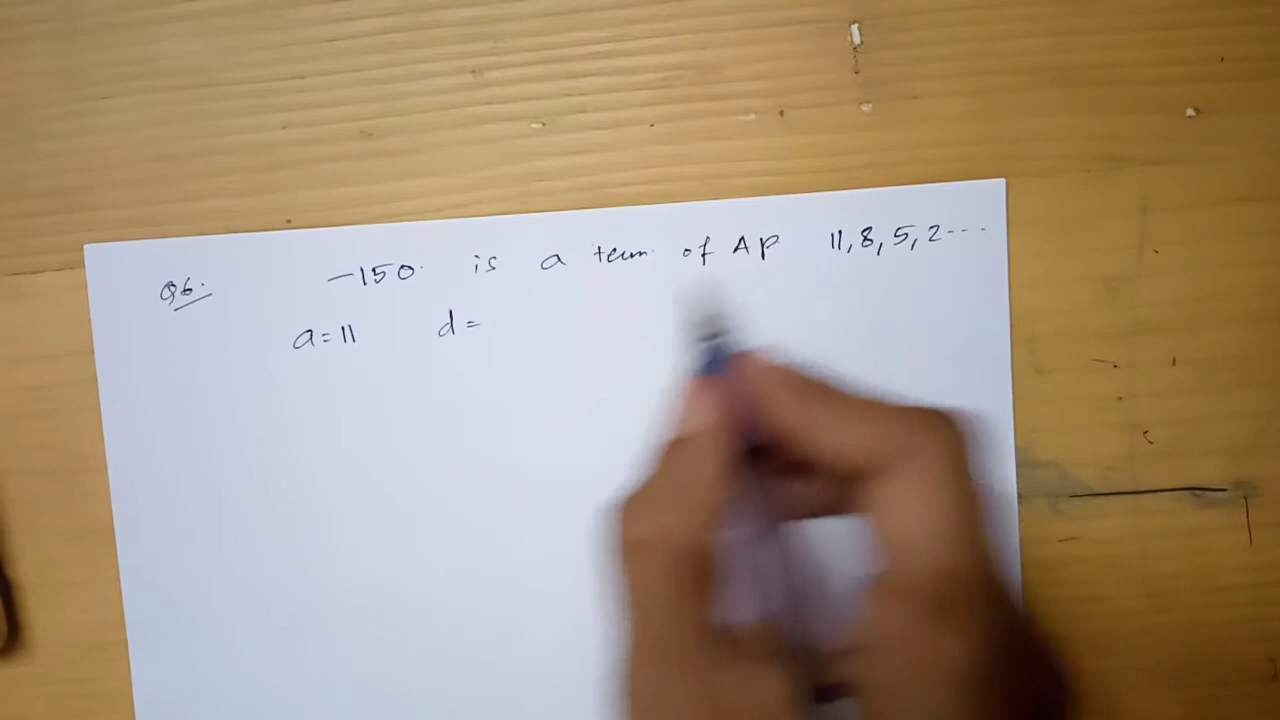 Q6. -150 is a term of AP 11, 8, 5, 2 ...
a = 11 d =